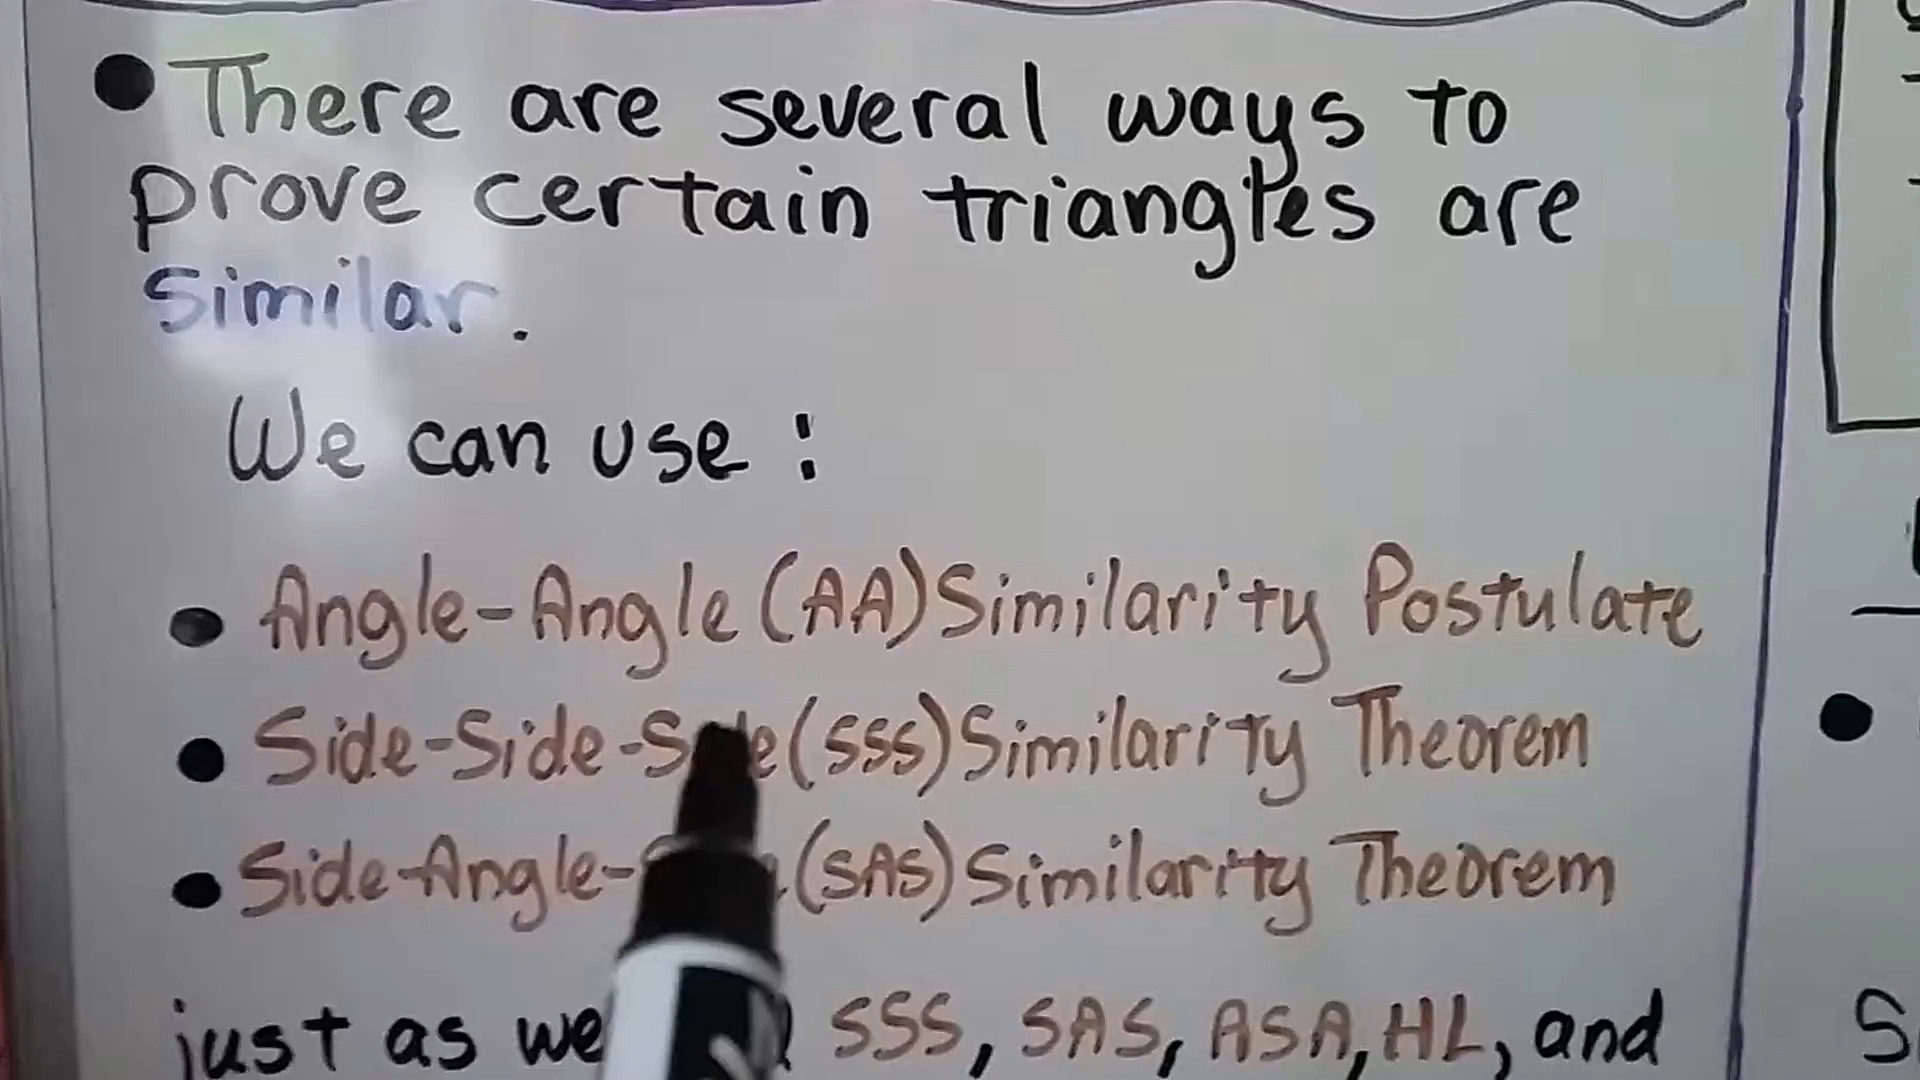 There are several ways to
prove certain triangles are
similar.
We can use :
Angle-Angle (AA) Similarity Postulate
Side-Side-Side (SSS) Similarity Theorem
Side-Angle- (SAS) Similarity Theorem
just as we SSS, SAS, ASA, HL, and